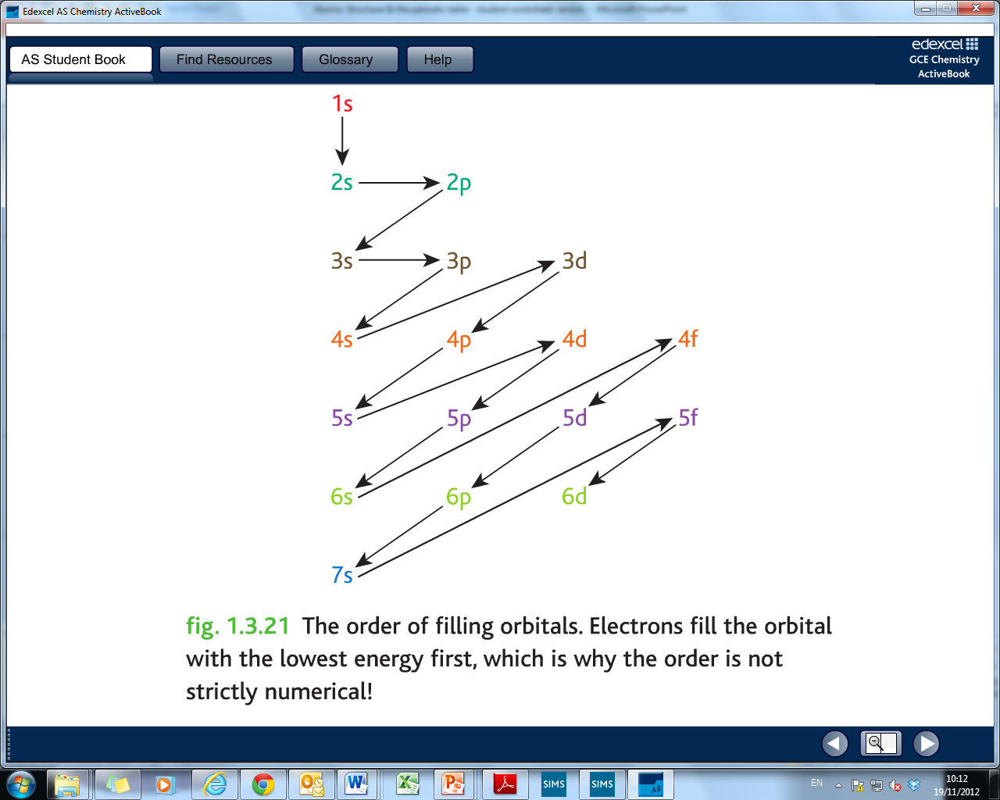 Edexcel AS Chemistry ActiveBook
AS Student Book
Find Resources
Glossary
Help
edexcel
GCE Chemistry
ActiveBook
1s
2s 2p
3s 3p 3d
4s 4p 4d 4f
5s 5p 5d 5f
6s 6p 6d
7s
fig. 1.3.21 The order of filling orbitals. Electrons fill the orbital
with the lowest energy first, which is why the order is not
strictly numerical!
SIMS
SIMS
AB
EN
10:12
19/11/2012